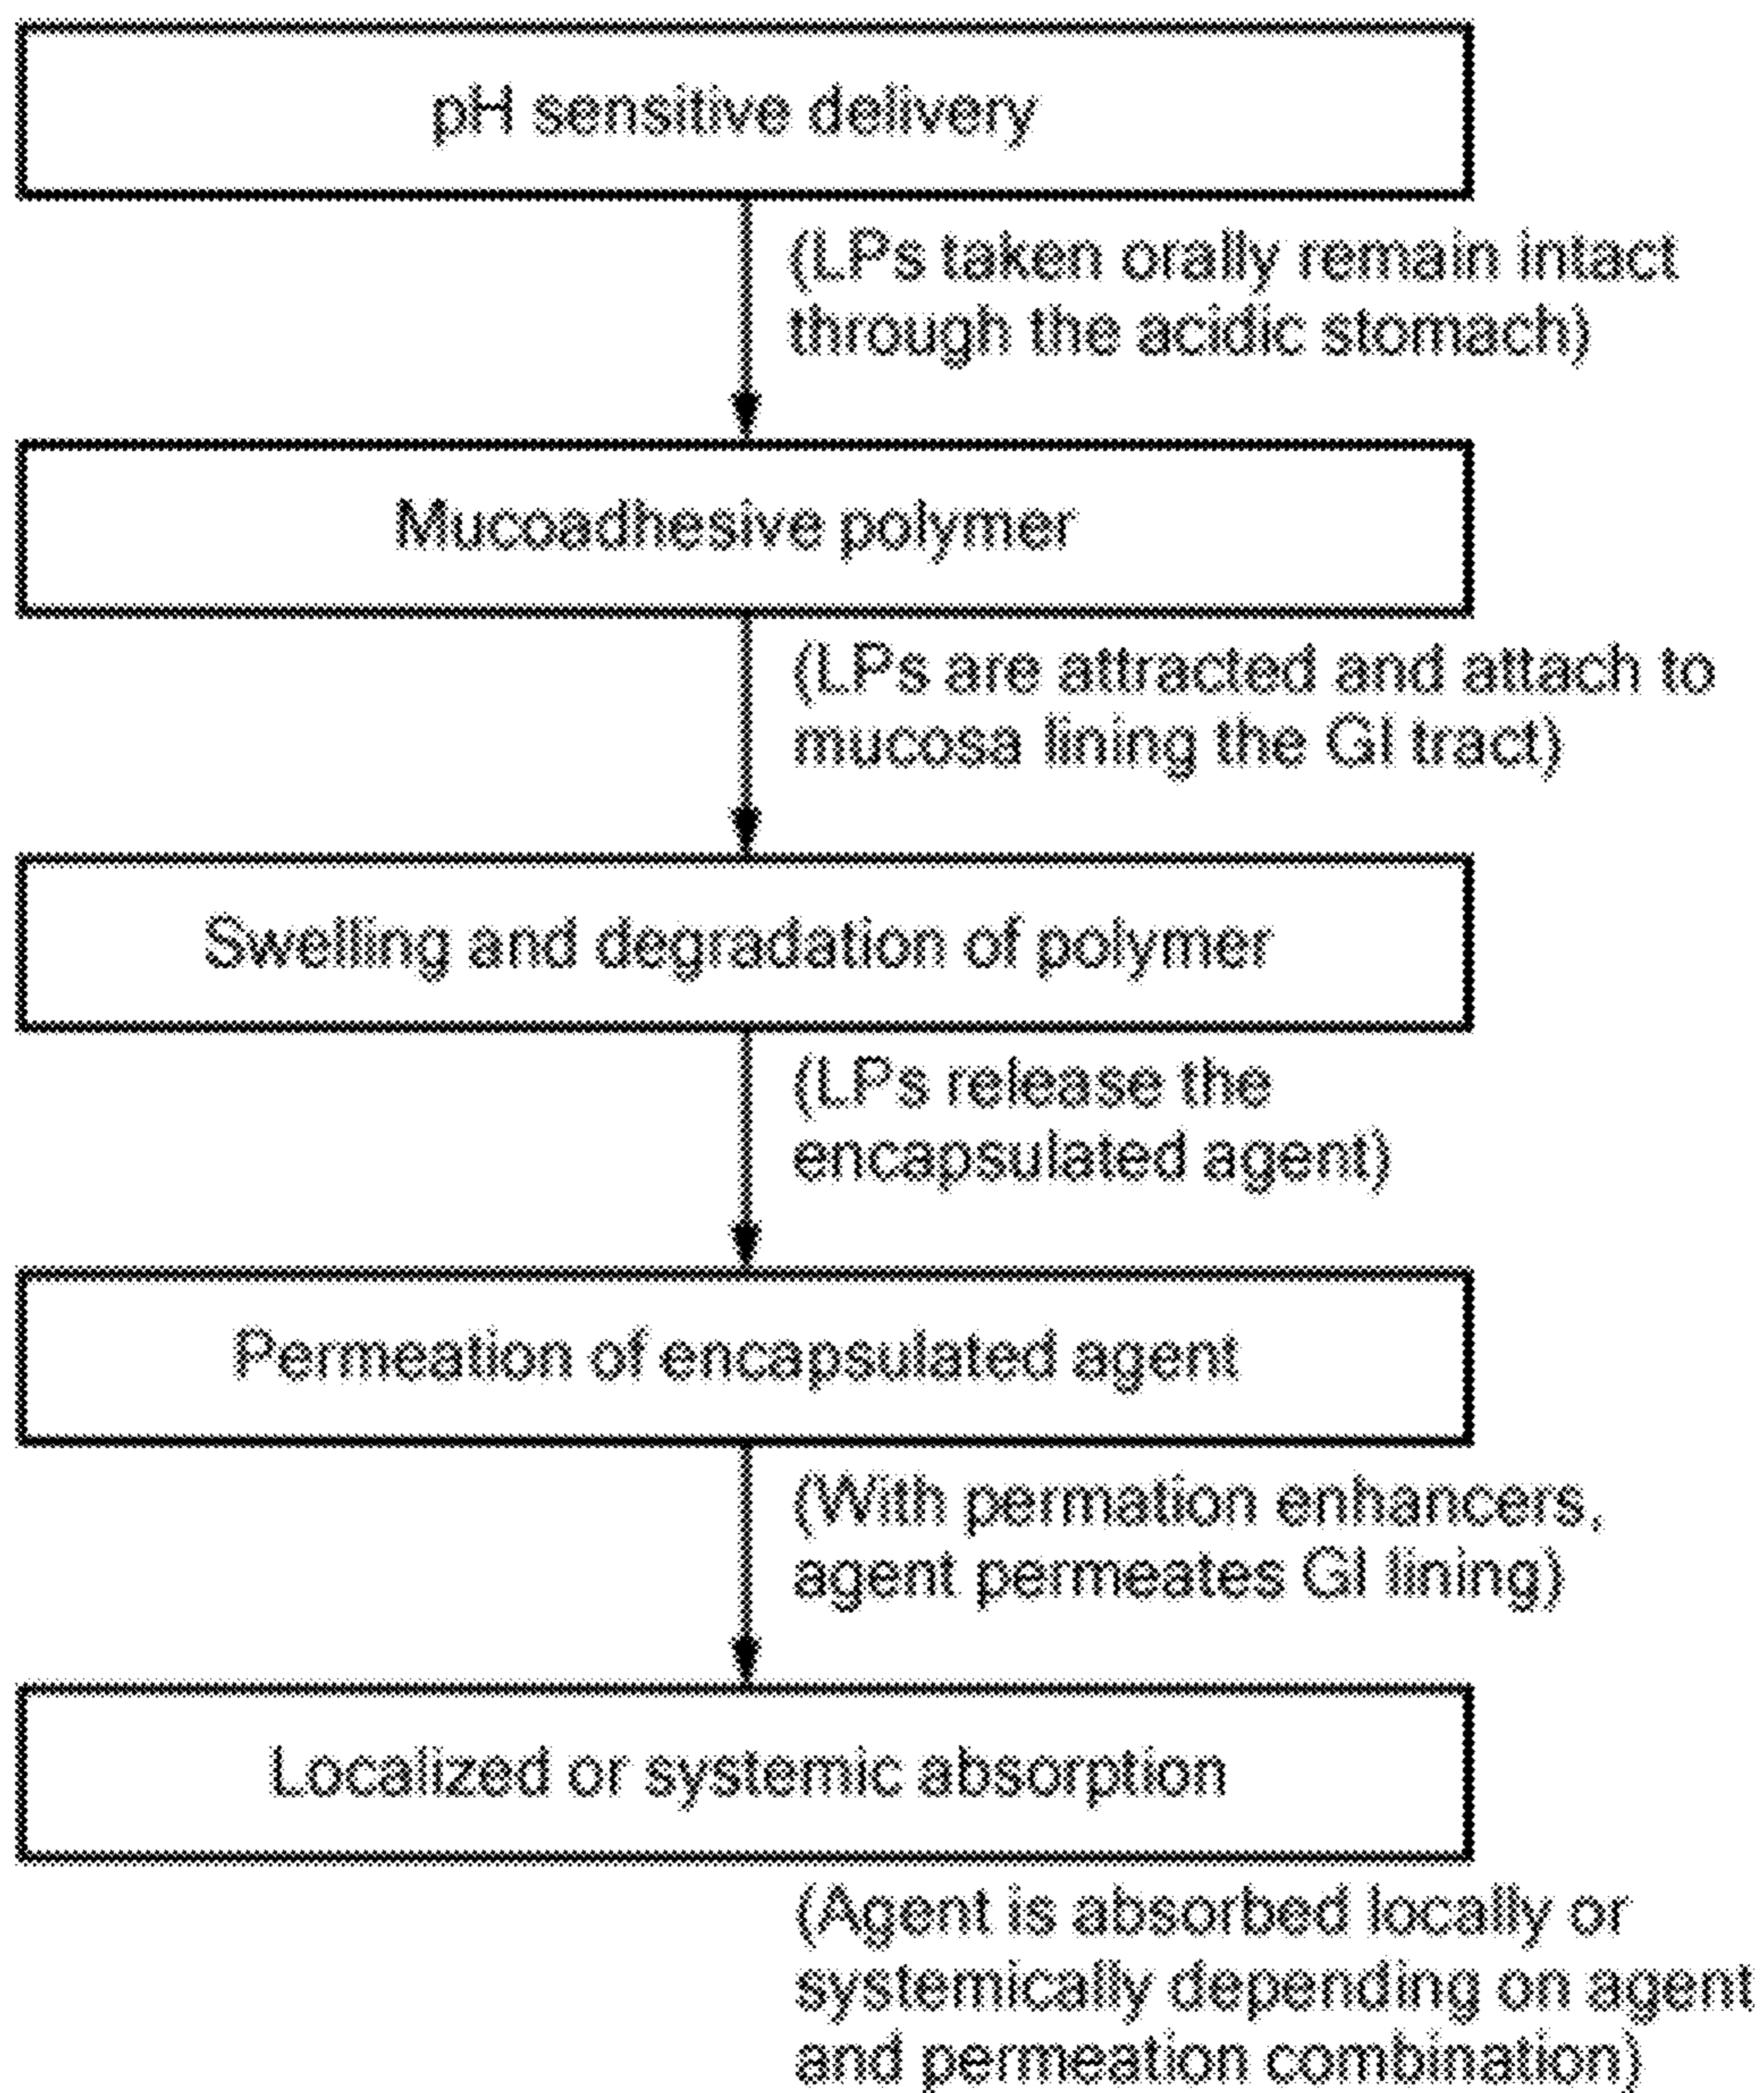 pH sensitive delivery
(LPs taken orally remain intact
through the acidic stomach)
Mucoadhesive polymer
(LPs are attracted and attach to
mucosa lining the GI tract)
Swelling and degradation of polymer
(LPs release the
encapsulated agent)
Permeation of encapsulated agent
(With permation enhancers,
agent permeates GI lining)
Localized or systemic absorption
(Agent is absorbed locally or
systemically depending on agent
and permeation combination)